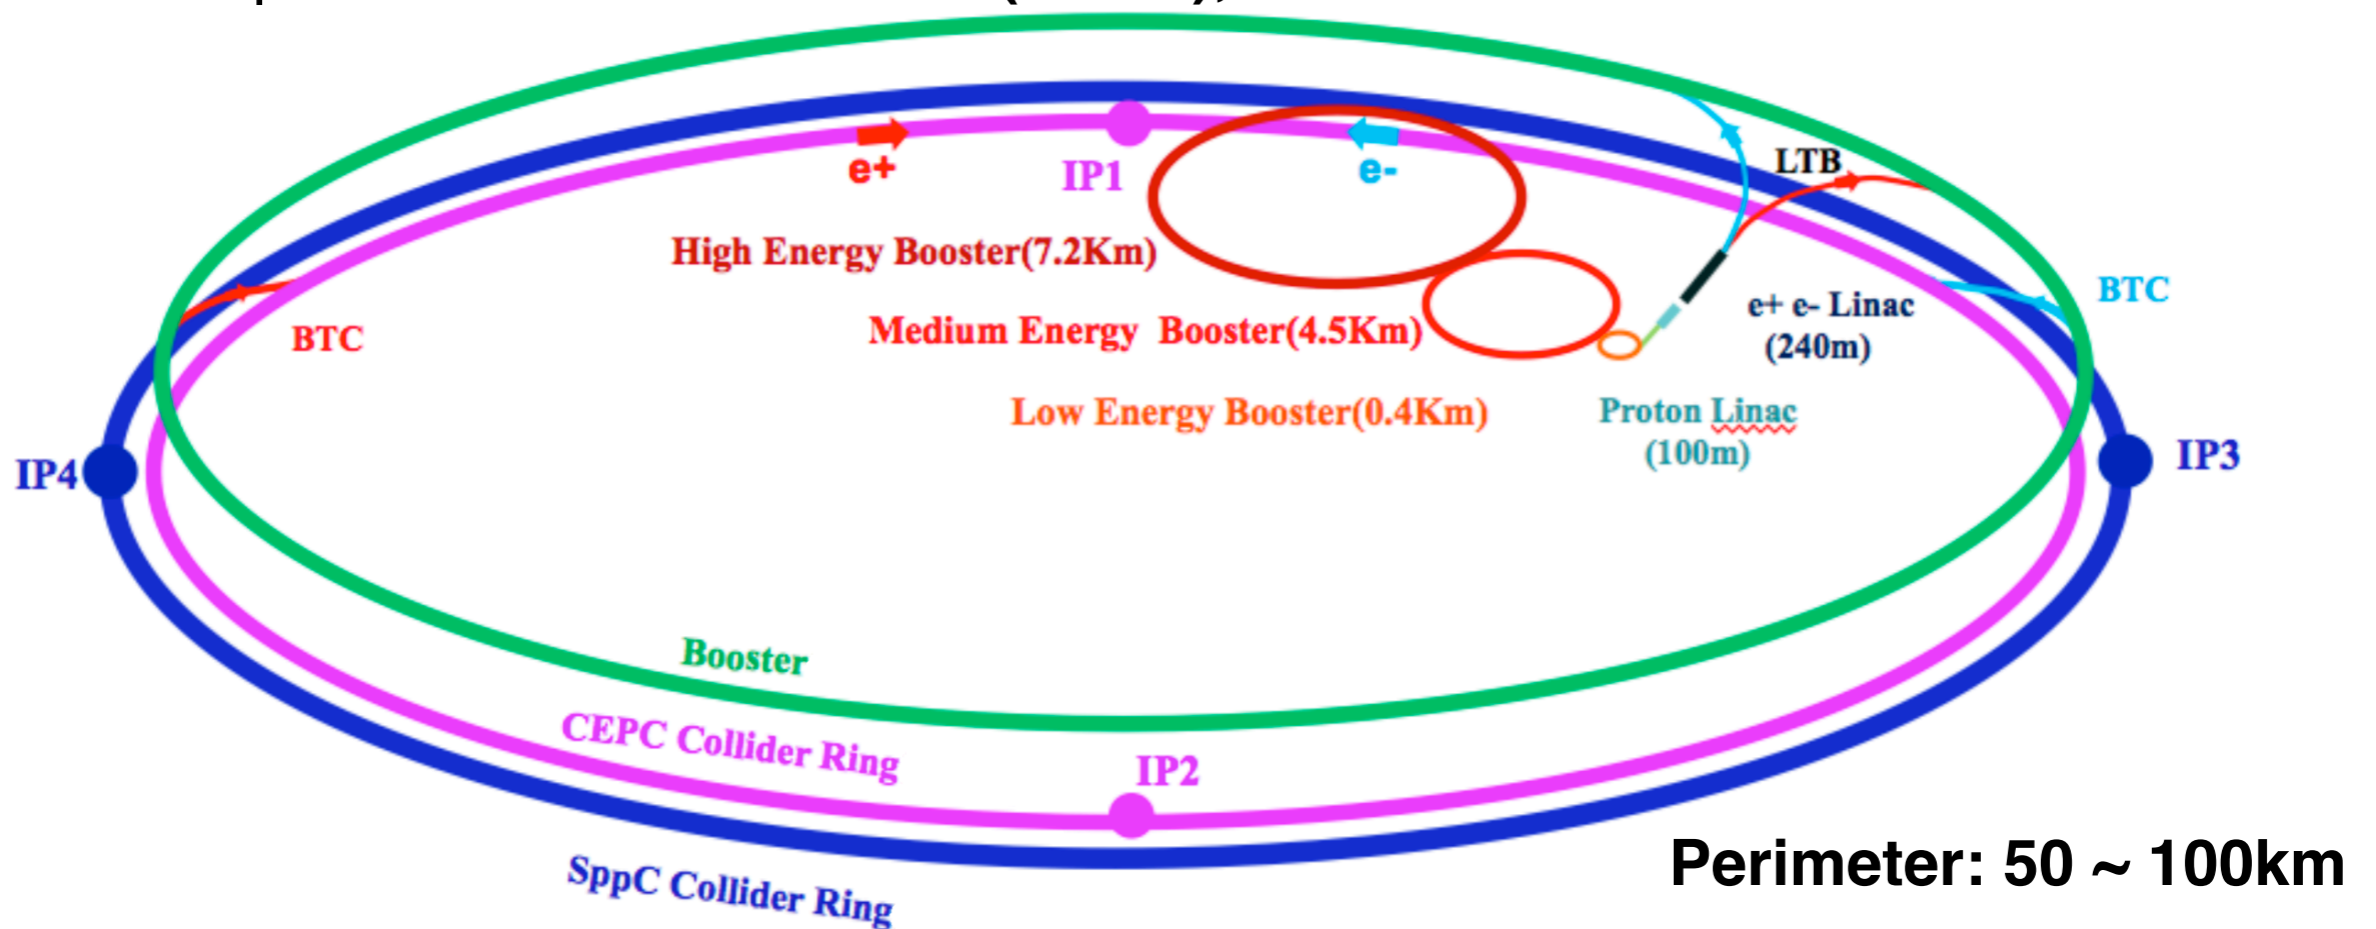 e+
IP1
e-
LTB
High Energy Booster(7.2Km)
BTC
Medium Energy  Booster(4.5Km)
e+ e- Linac
(240m)
BTC
Low Energy Booster(0.4Km)
Proton Linac
(100m)
IP4
IP3
Booster
CEPC Collider Ring
IP2
SppC Collider Ring
Perimeter: 50 ~ 100km